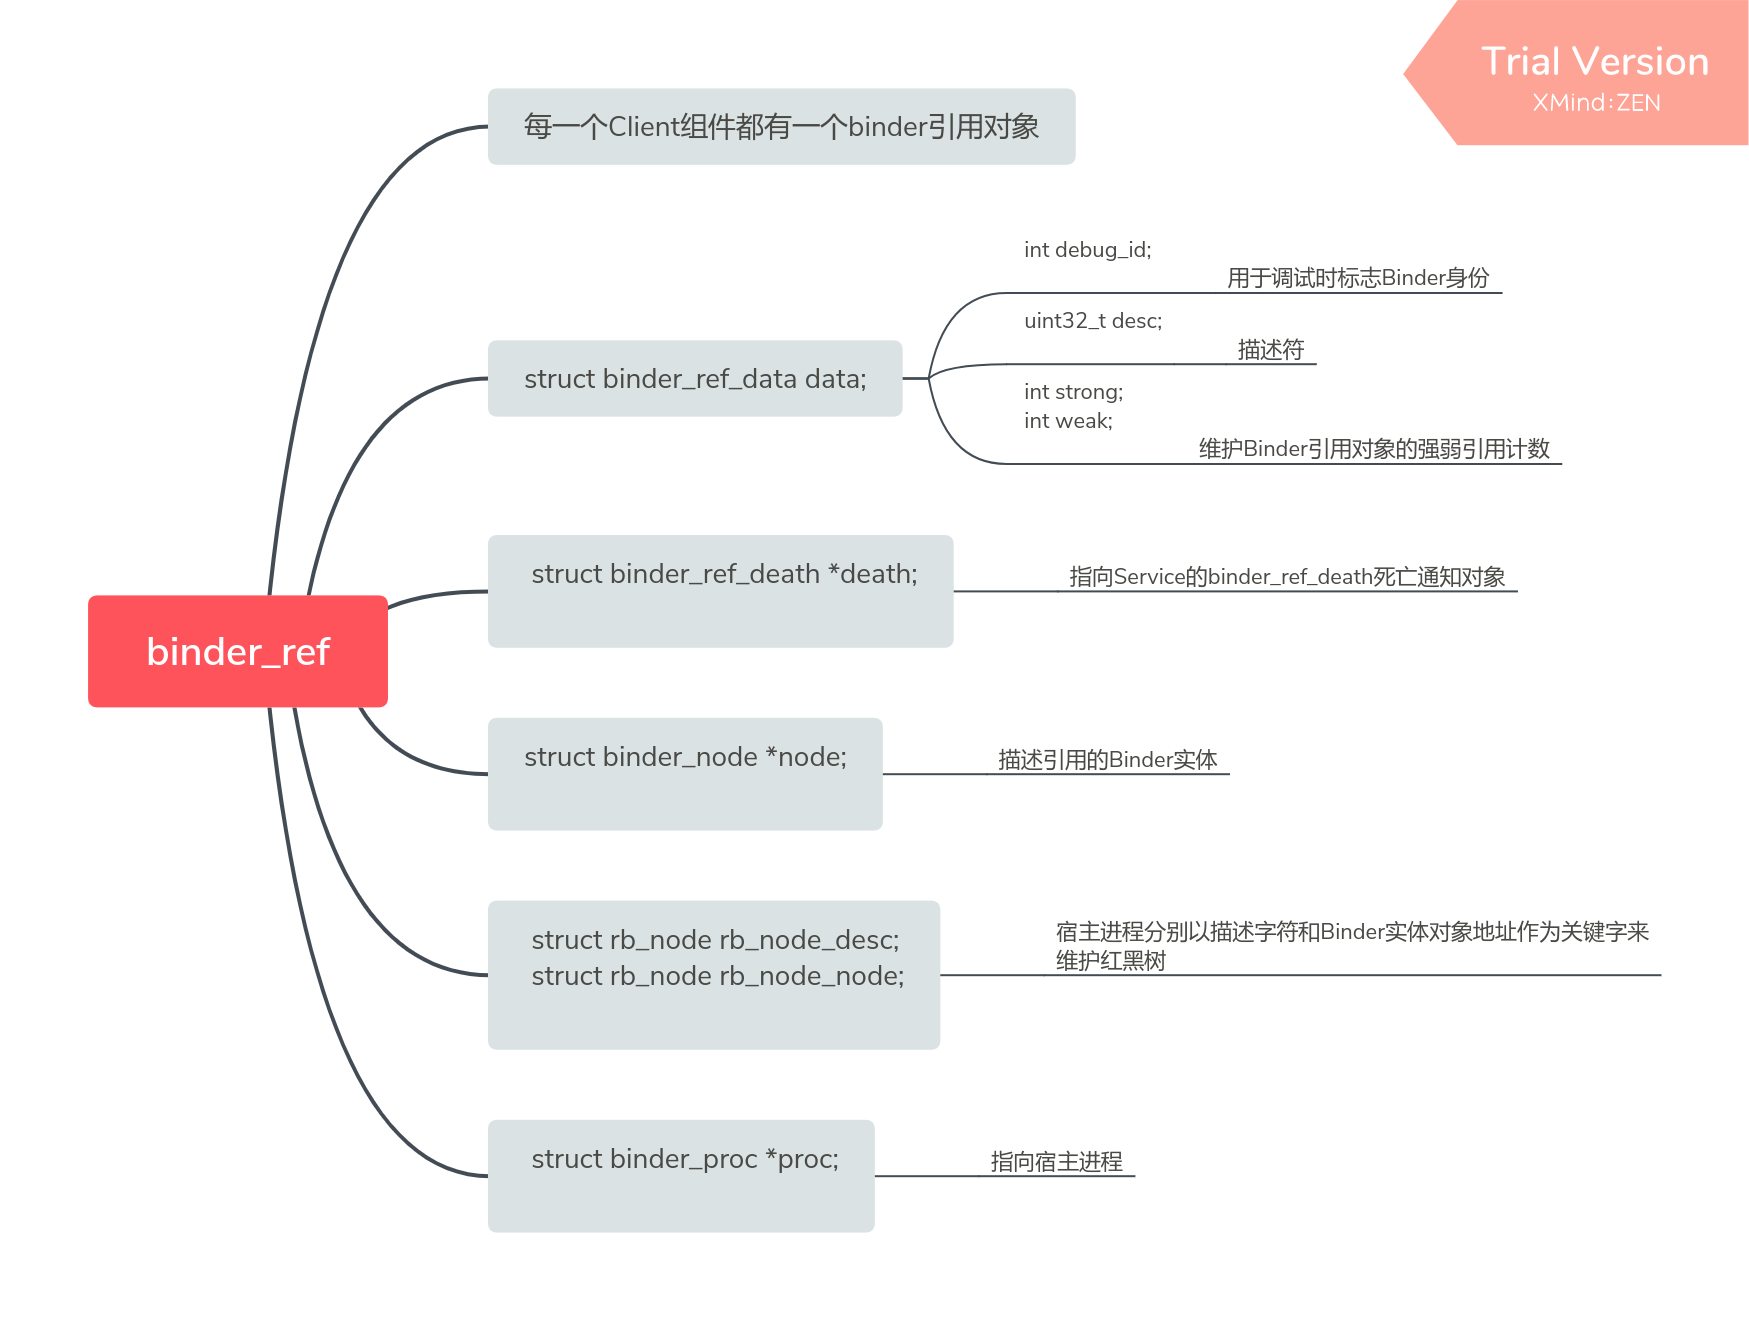 Trial Version
XMind:ZEN
每一个Client组件都有一个binder引用对象
int debug_id;
用于调试时标志Binder身份
uint32_t desc;
描述符
struct binder_ref_data data;
int strong;
int weak;
维护Binder引用对象的强弱引用计数
struct binder_ref_death *death;
指向Service的binder_ref_death死亡通知对象
binder_ref
struct binder_node *node;
描述引用的Binder实体
struct rb_node rb_node_desc;
struct rb_node rb_node_node;
宿主进程分别以描述字符和Binder实体对象地址作为关键字来
维护红黑树
struct binder_proc *proc;
指向宿主进程